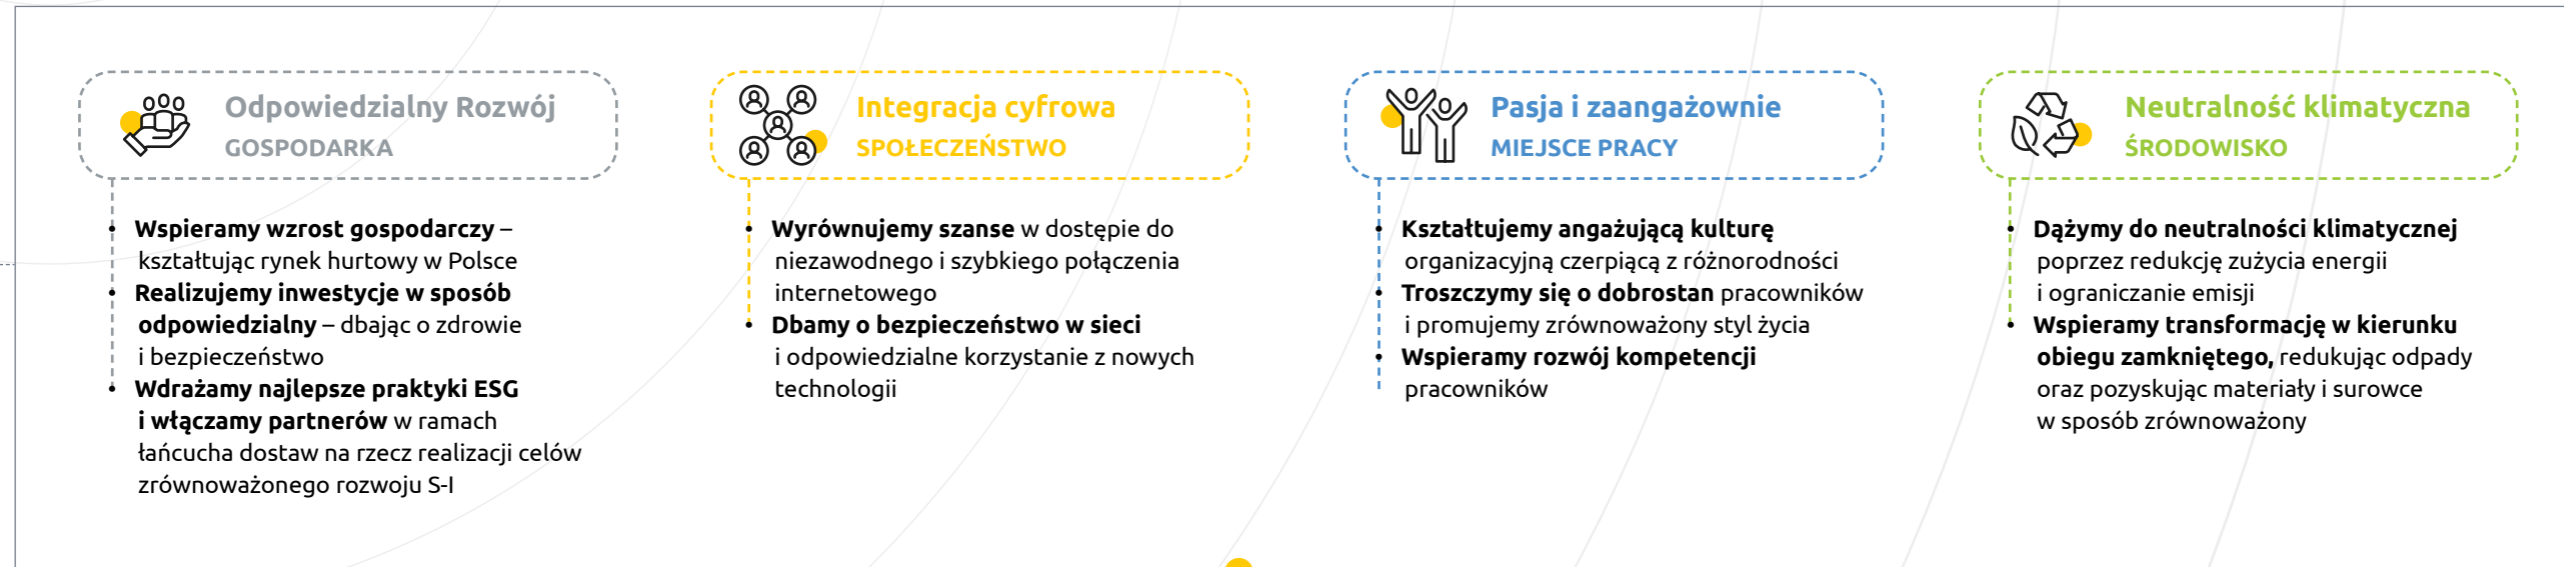 Odpowiedzialny Rozwój
GOSPODARKA
• Wspieramy wzrost gospodarczy –
kształtując rynek hurtowy w Polsce
• Realizujemy inwestycje w sposób
odpowiedzialny – dbając o zdrowie
i bezpieczeństwo
• Wdrażamy najlepsze praktyki ESG
i włączamy partnerów w ramach
łańcucha dostaw na rzecz realizacji celów
zrównoważonego rozwoju S-I
Integracja cyfrowa
SPOŁECZEŃSTWO
• Wyrównujemy szanse w dostępie do
niezawodnego i szybkiego połączenia
internetowego
• Dbamy o bezpieczeństwo w sieci
i odpowiedzialne korzystanie z nowych
technologii
Pasja i zaangażownie
MIEJSCE PRACY
• Kształtujemy angażującą kulturę
organizacyjną czerpiącą z różnorodności
• Troszczymy się o dobrostan pracowników
i promujemy zrównoważony styl życia
• Wspieramy rozwój kompetencji
pracowników
Neutralność klimatyczna
ŚRODOWISKO
• Dążymy do neutralności klimatycznej
poprzez redukcję zużycia energii
i ograniczanie emisji
• Wspieramy transformację w kierunku
obiegu zamkniętego, redukując odpady
oraz pozyskując materiały i surowce
w sposób zrównoważony